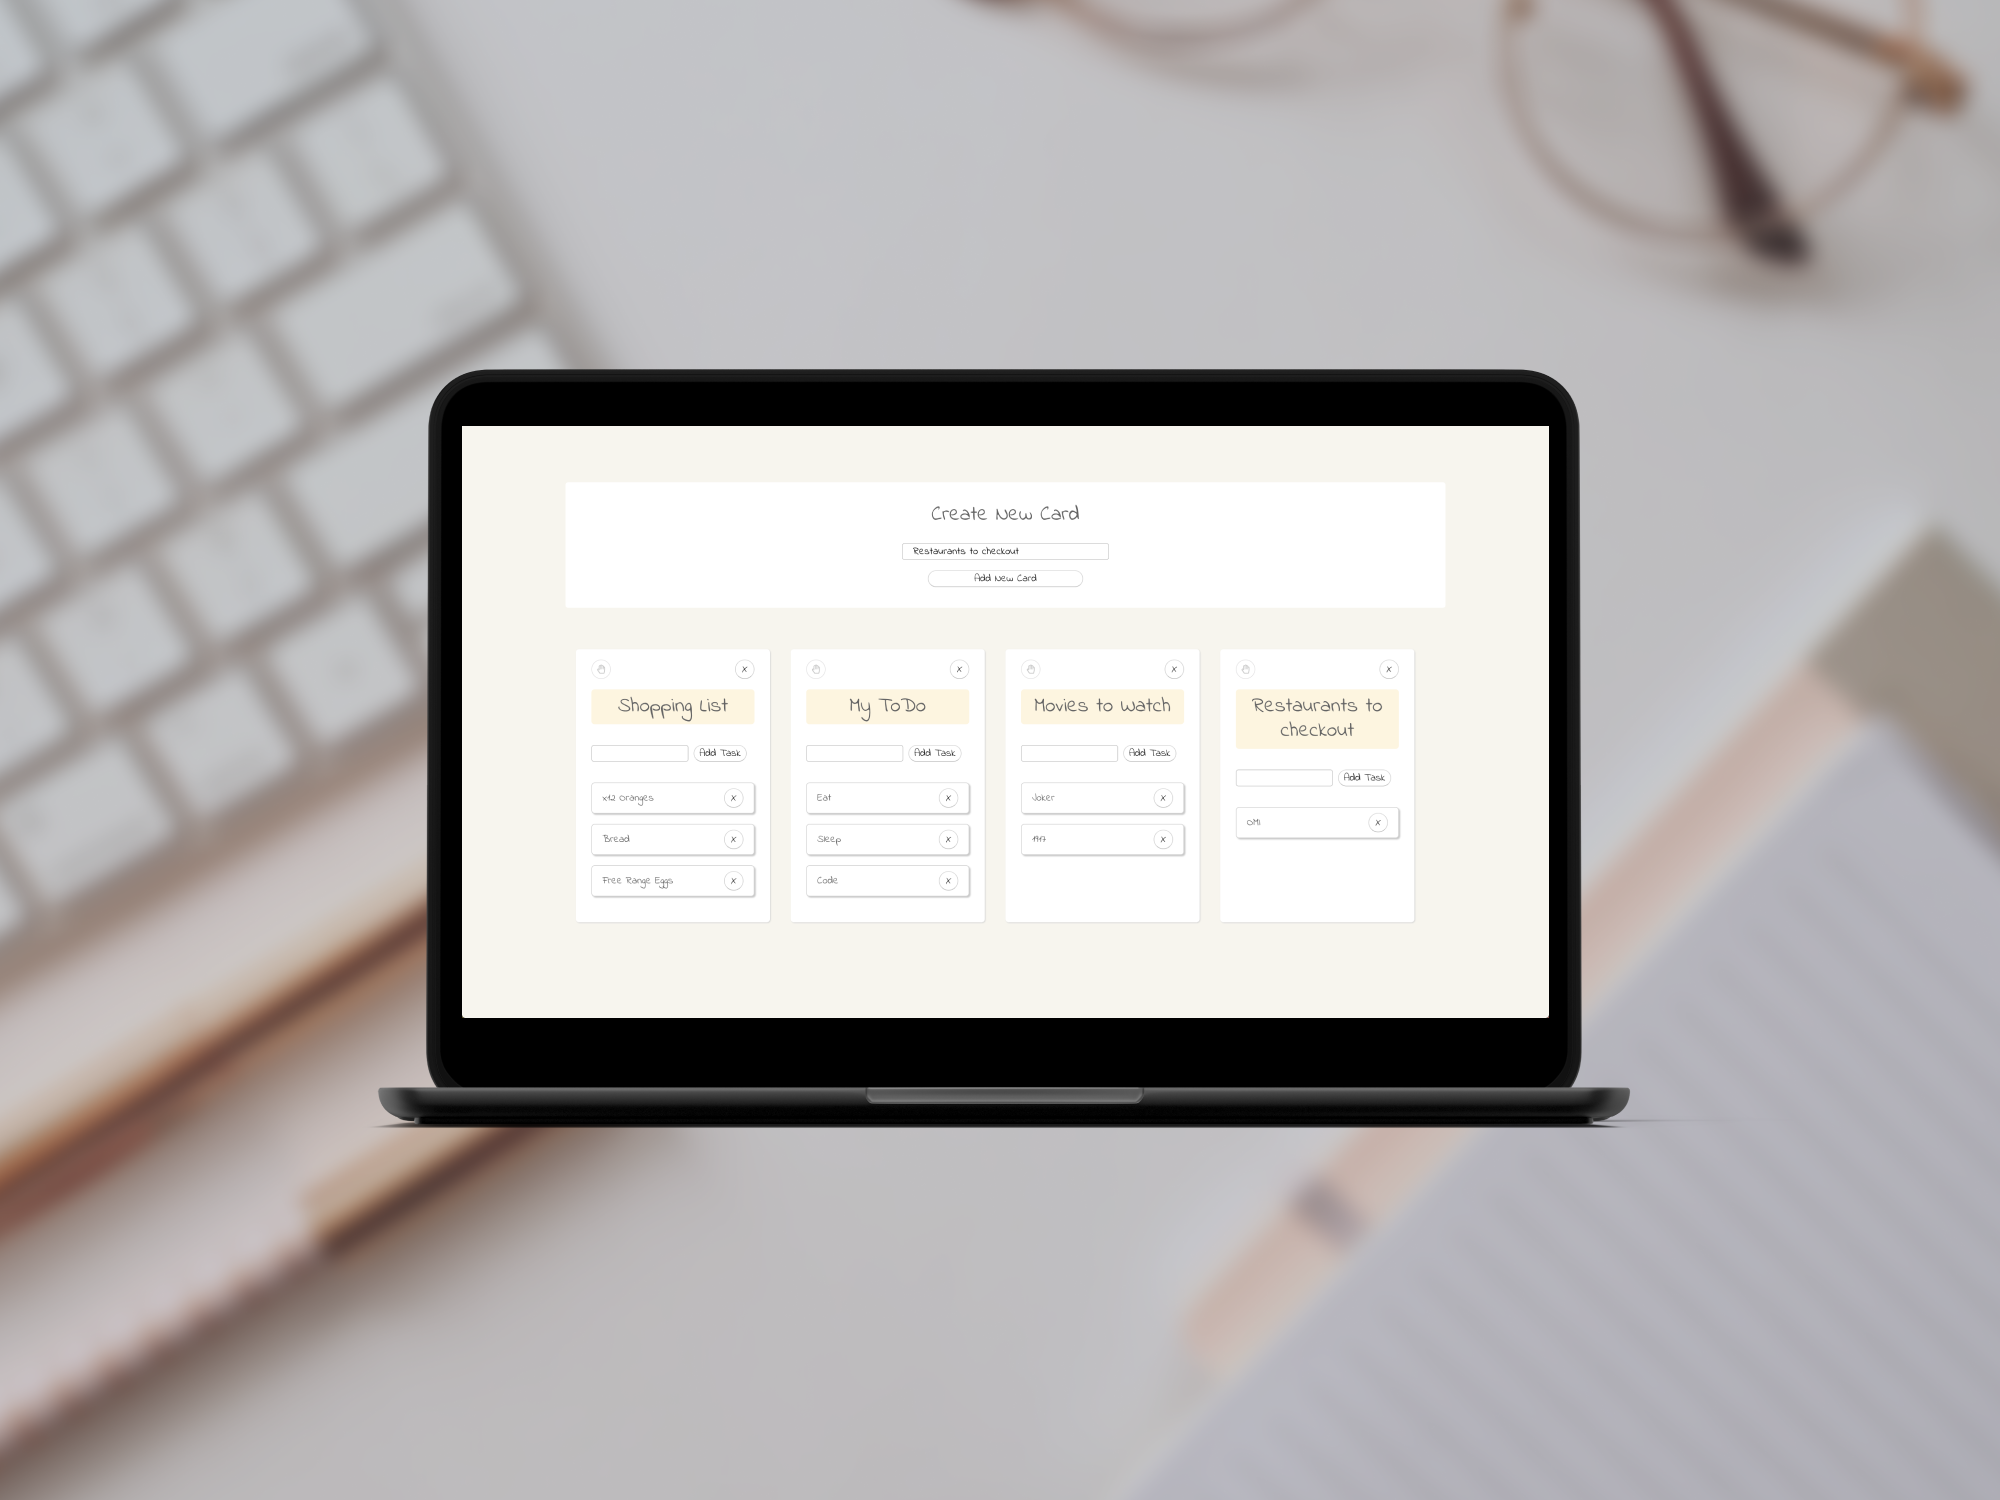 Create New Card
Restaurants to checkout
Add New Card
X
X
X
X
Shopping List
My ToDo
Movies to Watch
Restaurants to
checkout
Add Task
Add Task
Add Task
Add Task
x12 Oranges X
Eat X
Joker X
OMI X
Bread X
Sleep X
1917 X
Free Range Eggs X
Code X